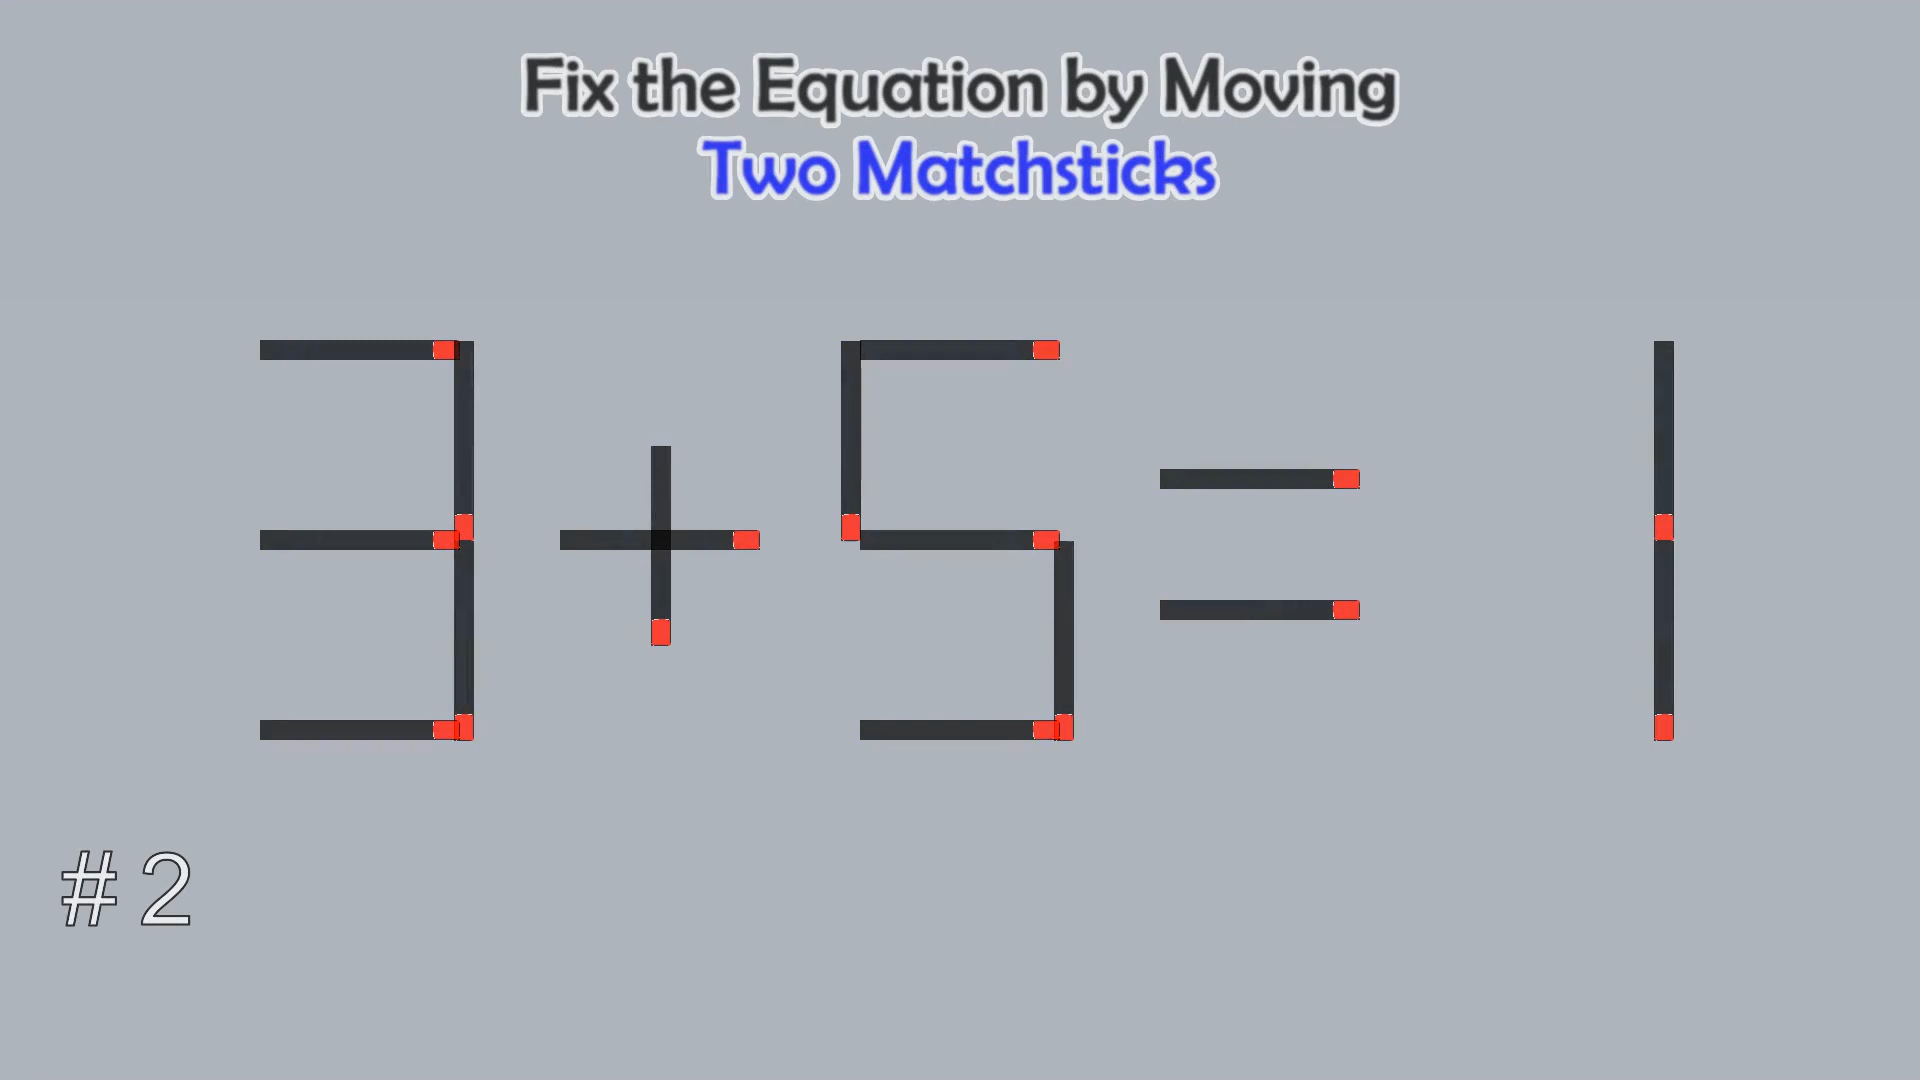 Fix the Equation by Moving
Two Matchsticks
3 + 5 = 1
# 2